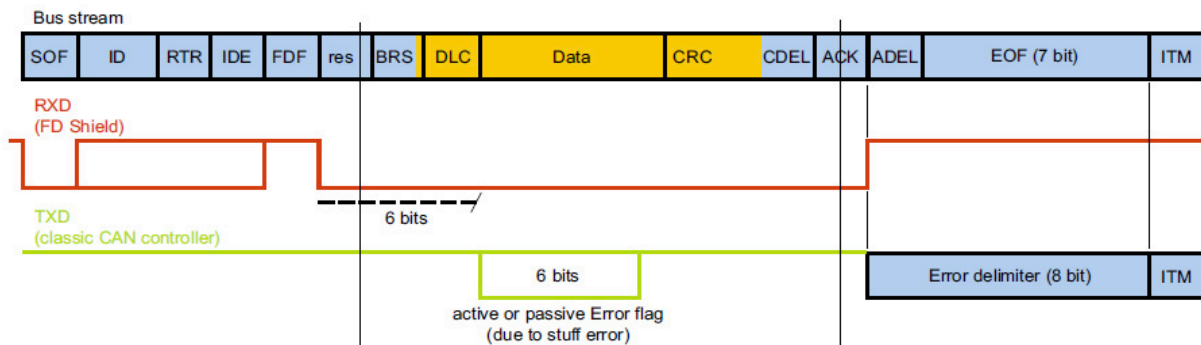 Bus stream
SOF ID RTR IDE FDF res BRS DLC Data CRC CDEL ACK ADEL EOF (7 bit) ITM
RXD
(FD Shield)
6 bits
TXD
(classic CAN controller)
6 bits
Error delimiter (8 bit) ITM
active or passive Error flag
(due to stuff error)